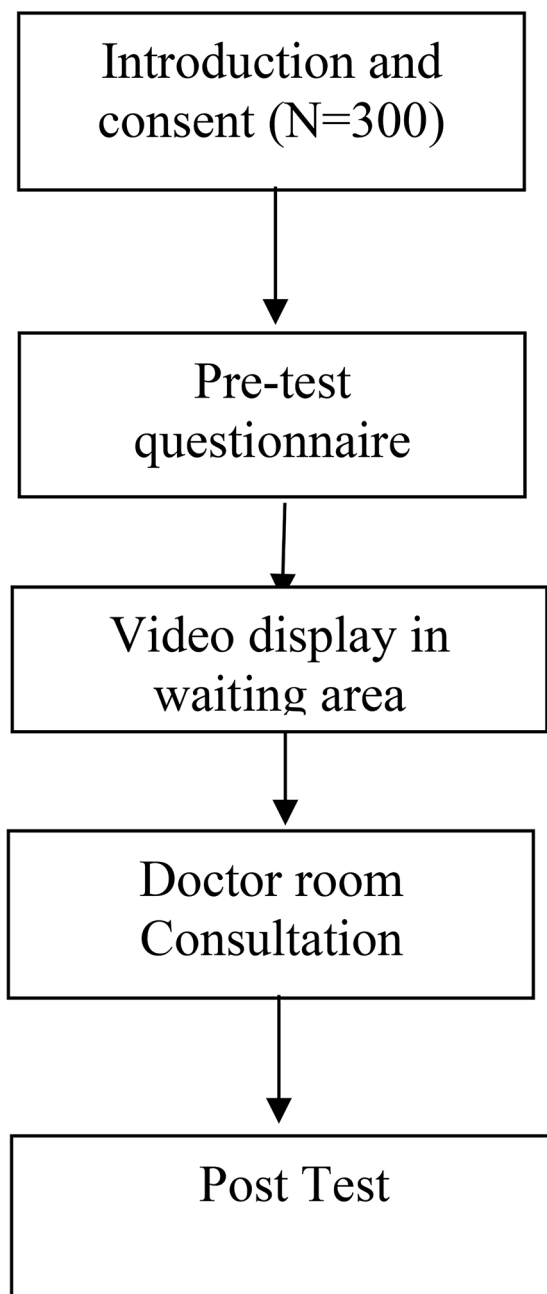 Introduction and
consent (N=300)
Pre-test
questionnaire
Video display in
waiting area
Doctor room
Consultation
Post Test